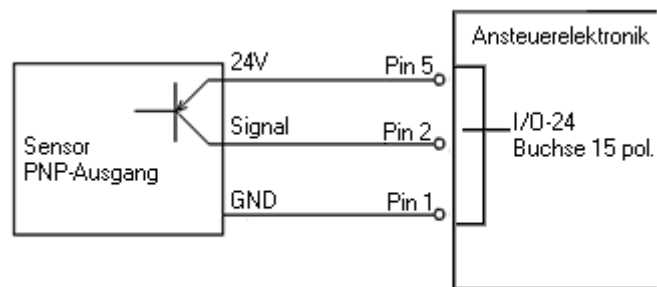 Ansteuerelektronik
24V
Pin 5
Signal
Pin 2
I/O-24
Buchse 15 pol.
Sensor
PNP-Ausgang
GND
Pin 1